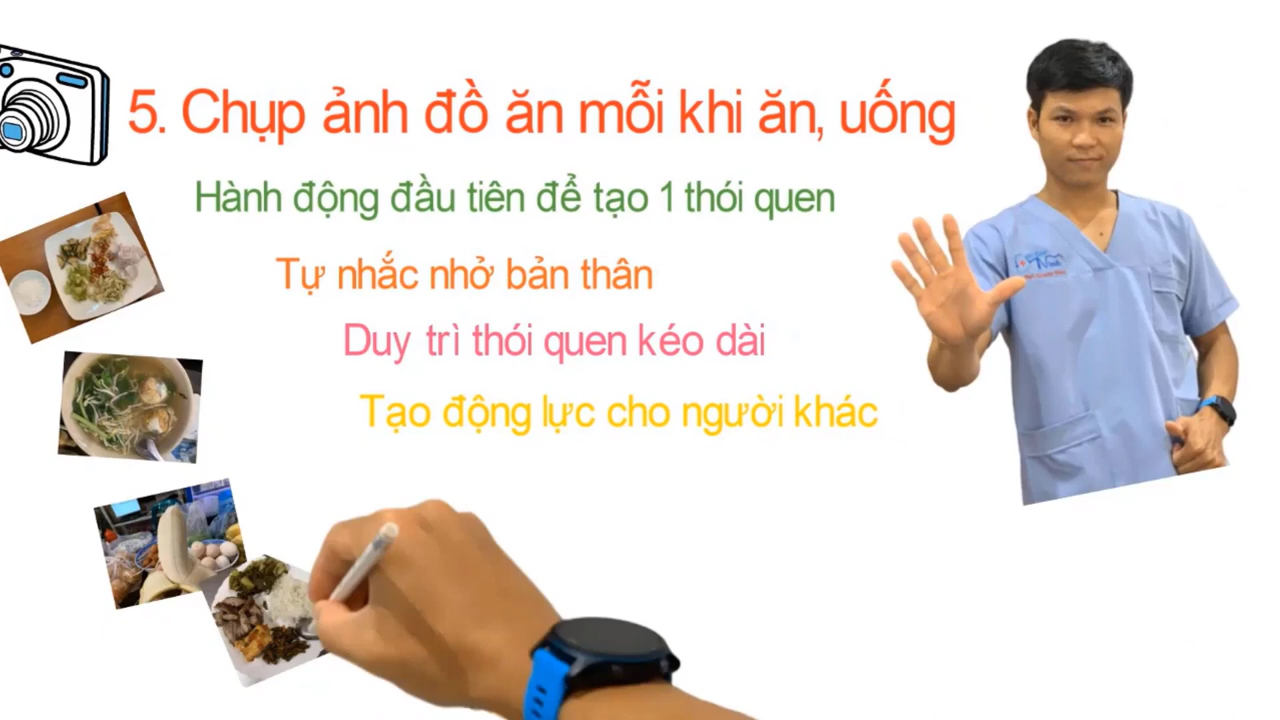 5. Chụp ảnh đồ ăn mỗi khi ăn, uống
Hành động đầu tiên để tạo 1 thói quen
Tự nhắc nhở bản thân
Duy trì thói quen kéo dài
Tạo động lực cho người khác